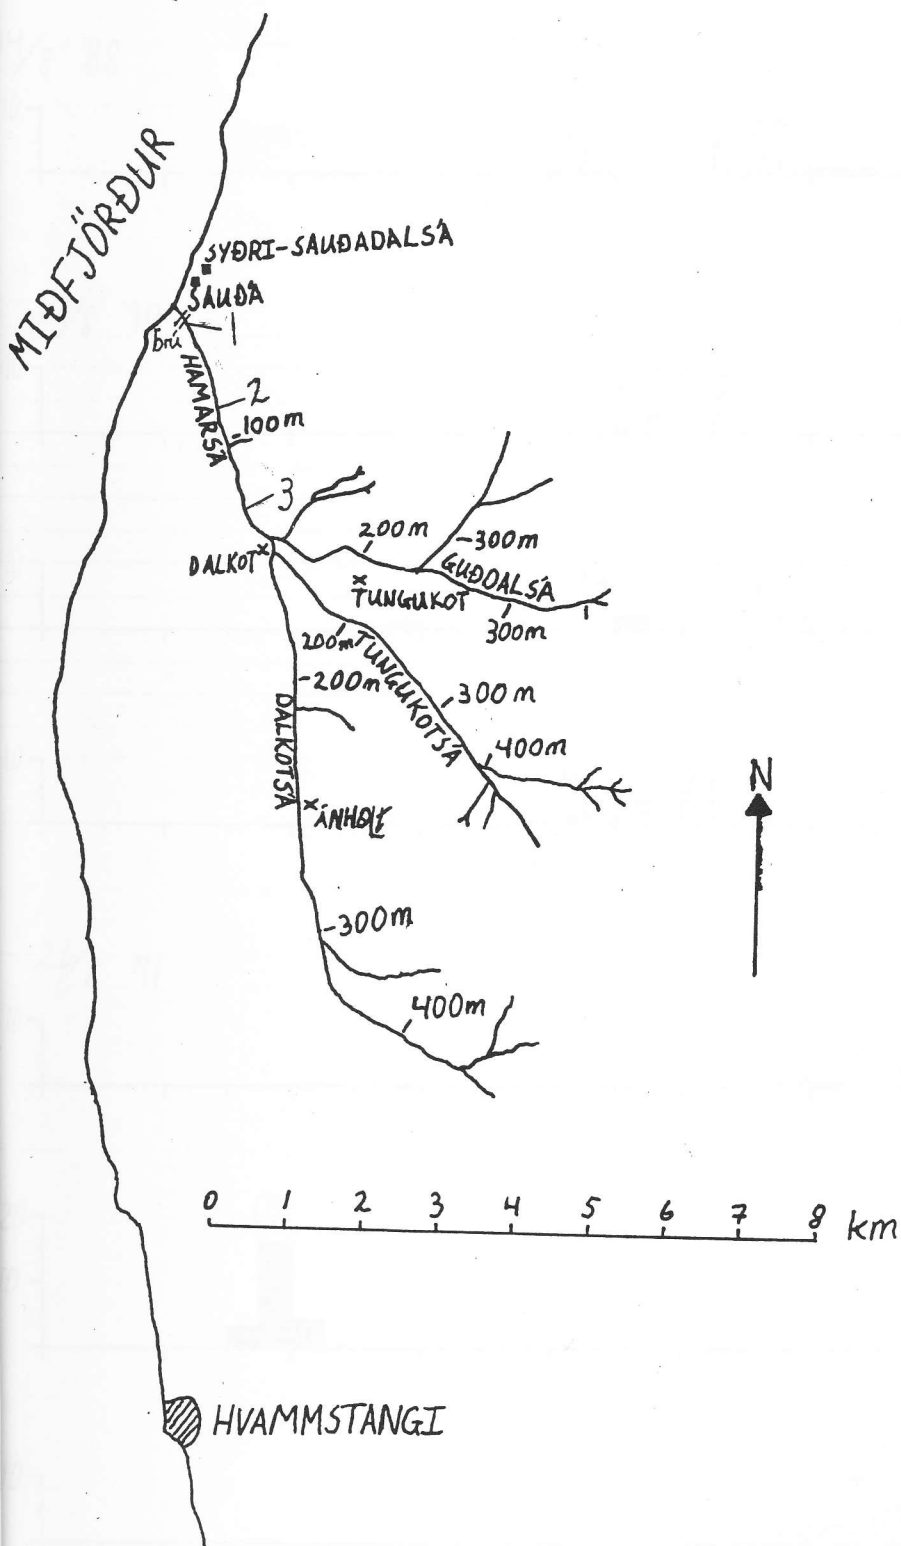 MIÐFJÖRÐUR
SYÐRI-SAUÐADALSÁ
SAUÐÁ
brú
1
HAMARSÁ
2
100m
3
DALKOT
200m
300m
GUÐDALSÁ
TUNGUKOT
300m
200m
TUNGUKOTSÁ
200m
300m
DALKOTSÁ
400m
N
300m
400m
0 1 2 3 4 5 6 7 8 km
HVAMMSTANGI